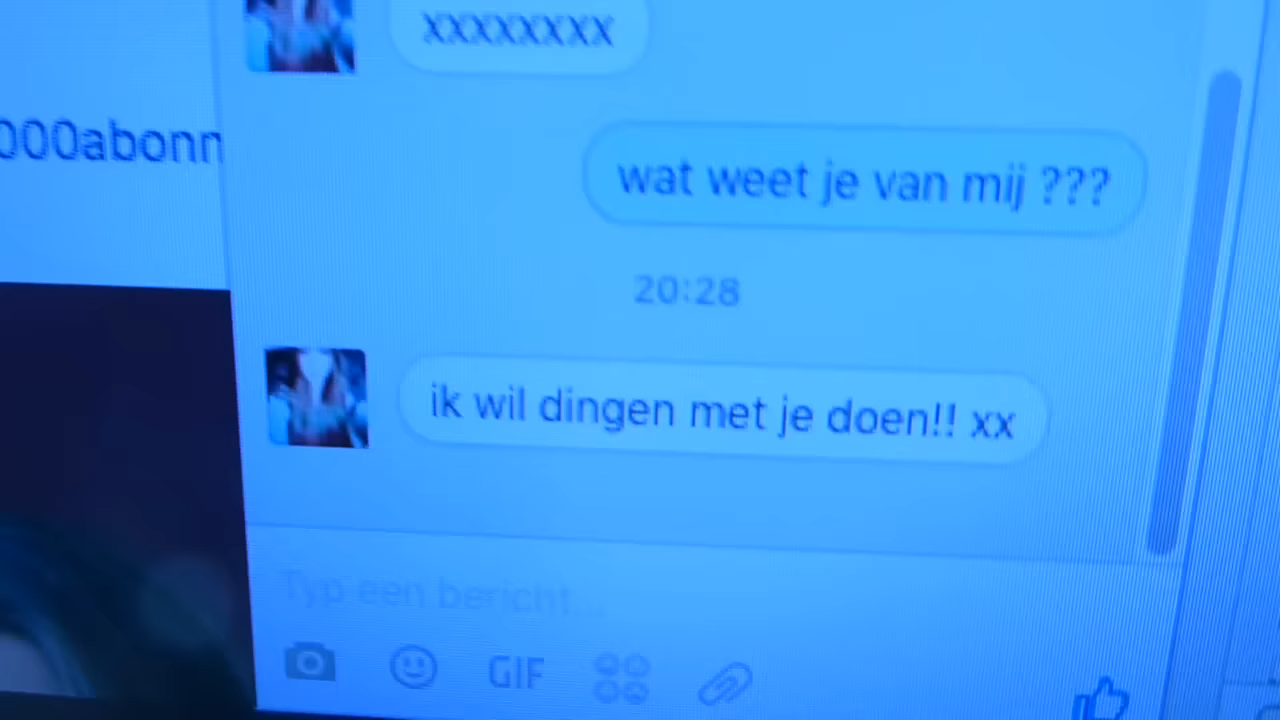 xxxxxxxx
000abonn
wat weet je van mij ???
20:28
ik wil dingen met je doen!! xx
Typ een bericht...
GIF